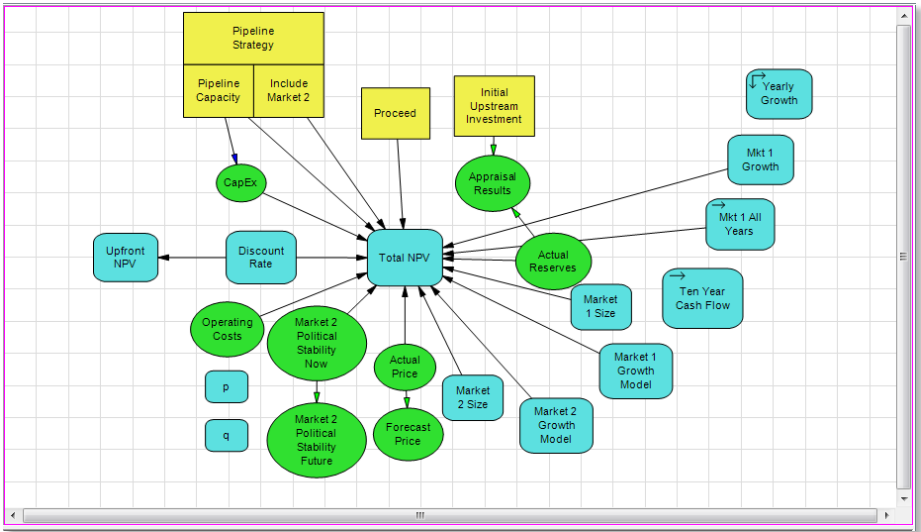 Pipeline
Strategy
Pipeline
Capacity
Include
Market 2
Proceed
Initial
Upstream
Investment
Yearly
Growth
CapEx
Appraisal
Results
Mkt 1
Growth
Mkt 1 All
Years
Upfront
NPV
Discount
Rate
Total NPV
Actual
Reserves
Ten Year
Cash Flow
Market
1 Size
Operating
Costs
Market 2
Political
Stability
Now
Actual
Price
Market 1
Growth
Model
p
Market
2 Size
Market 2
Growth
Model
q
Market 2
Political
Stability
Future
Forecast
Price